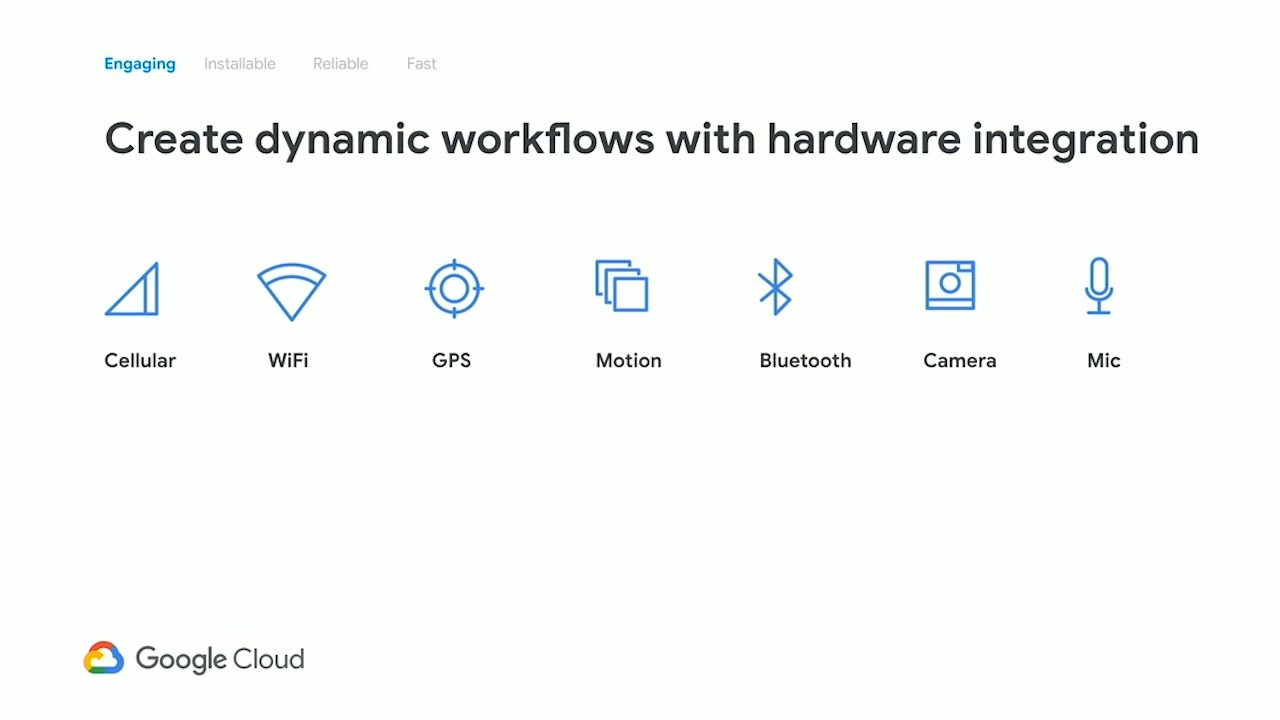 Engaging Installable Reliable Fast
Create dynamic workflows with hardware integration
Cellular WiFi GPS Motion Bluetooth Camera Mic
Google Cloud